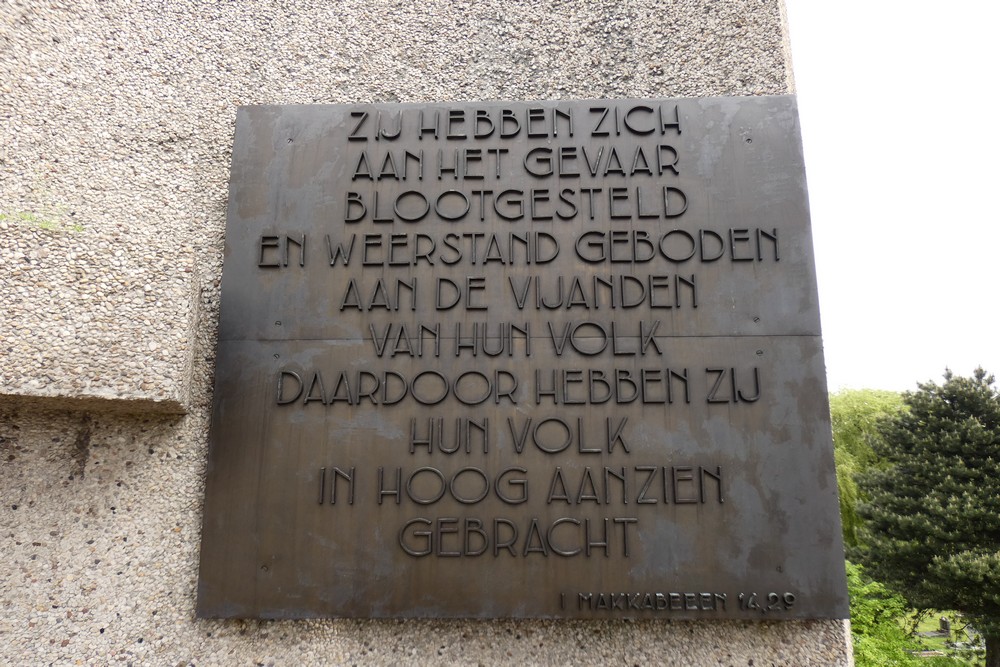 ZIJ HEBBEN ZICH
AAN HET GEVAAR
BLOOTGESTELD
EN WEERSTAND GEBODEN
AAN DE VIJANDEN
VAN HUN VOLK
DAARDOOR HEBBEN ZIJ
HUN VOLK
IN HOOG AANZIEN
GEBRACHT
I MAKKABEEEN 14,29